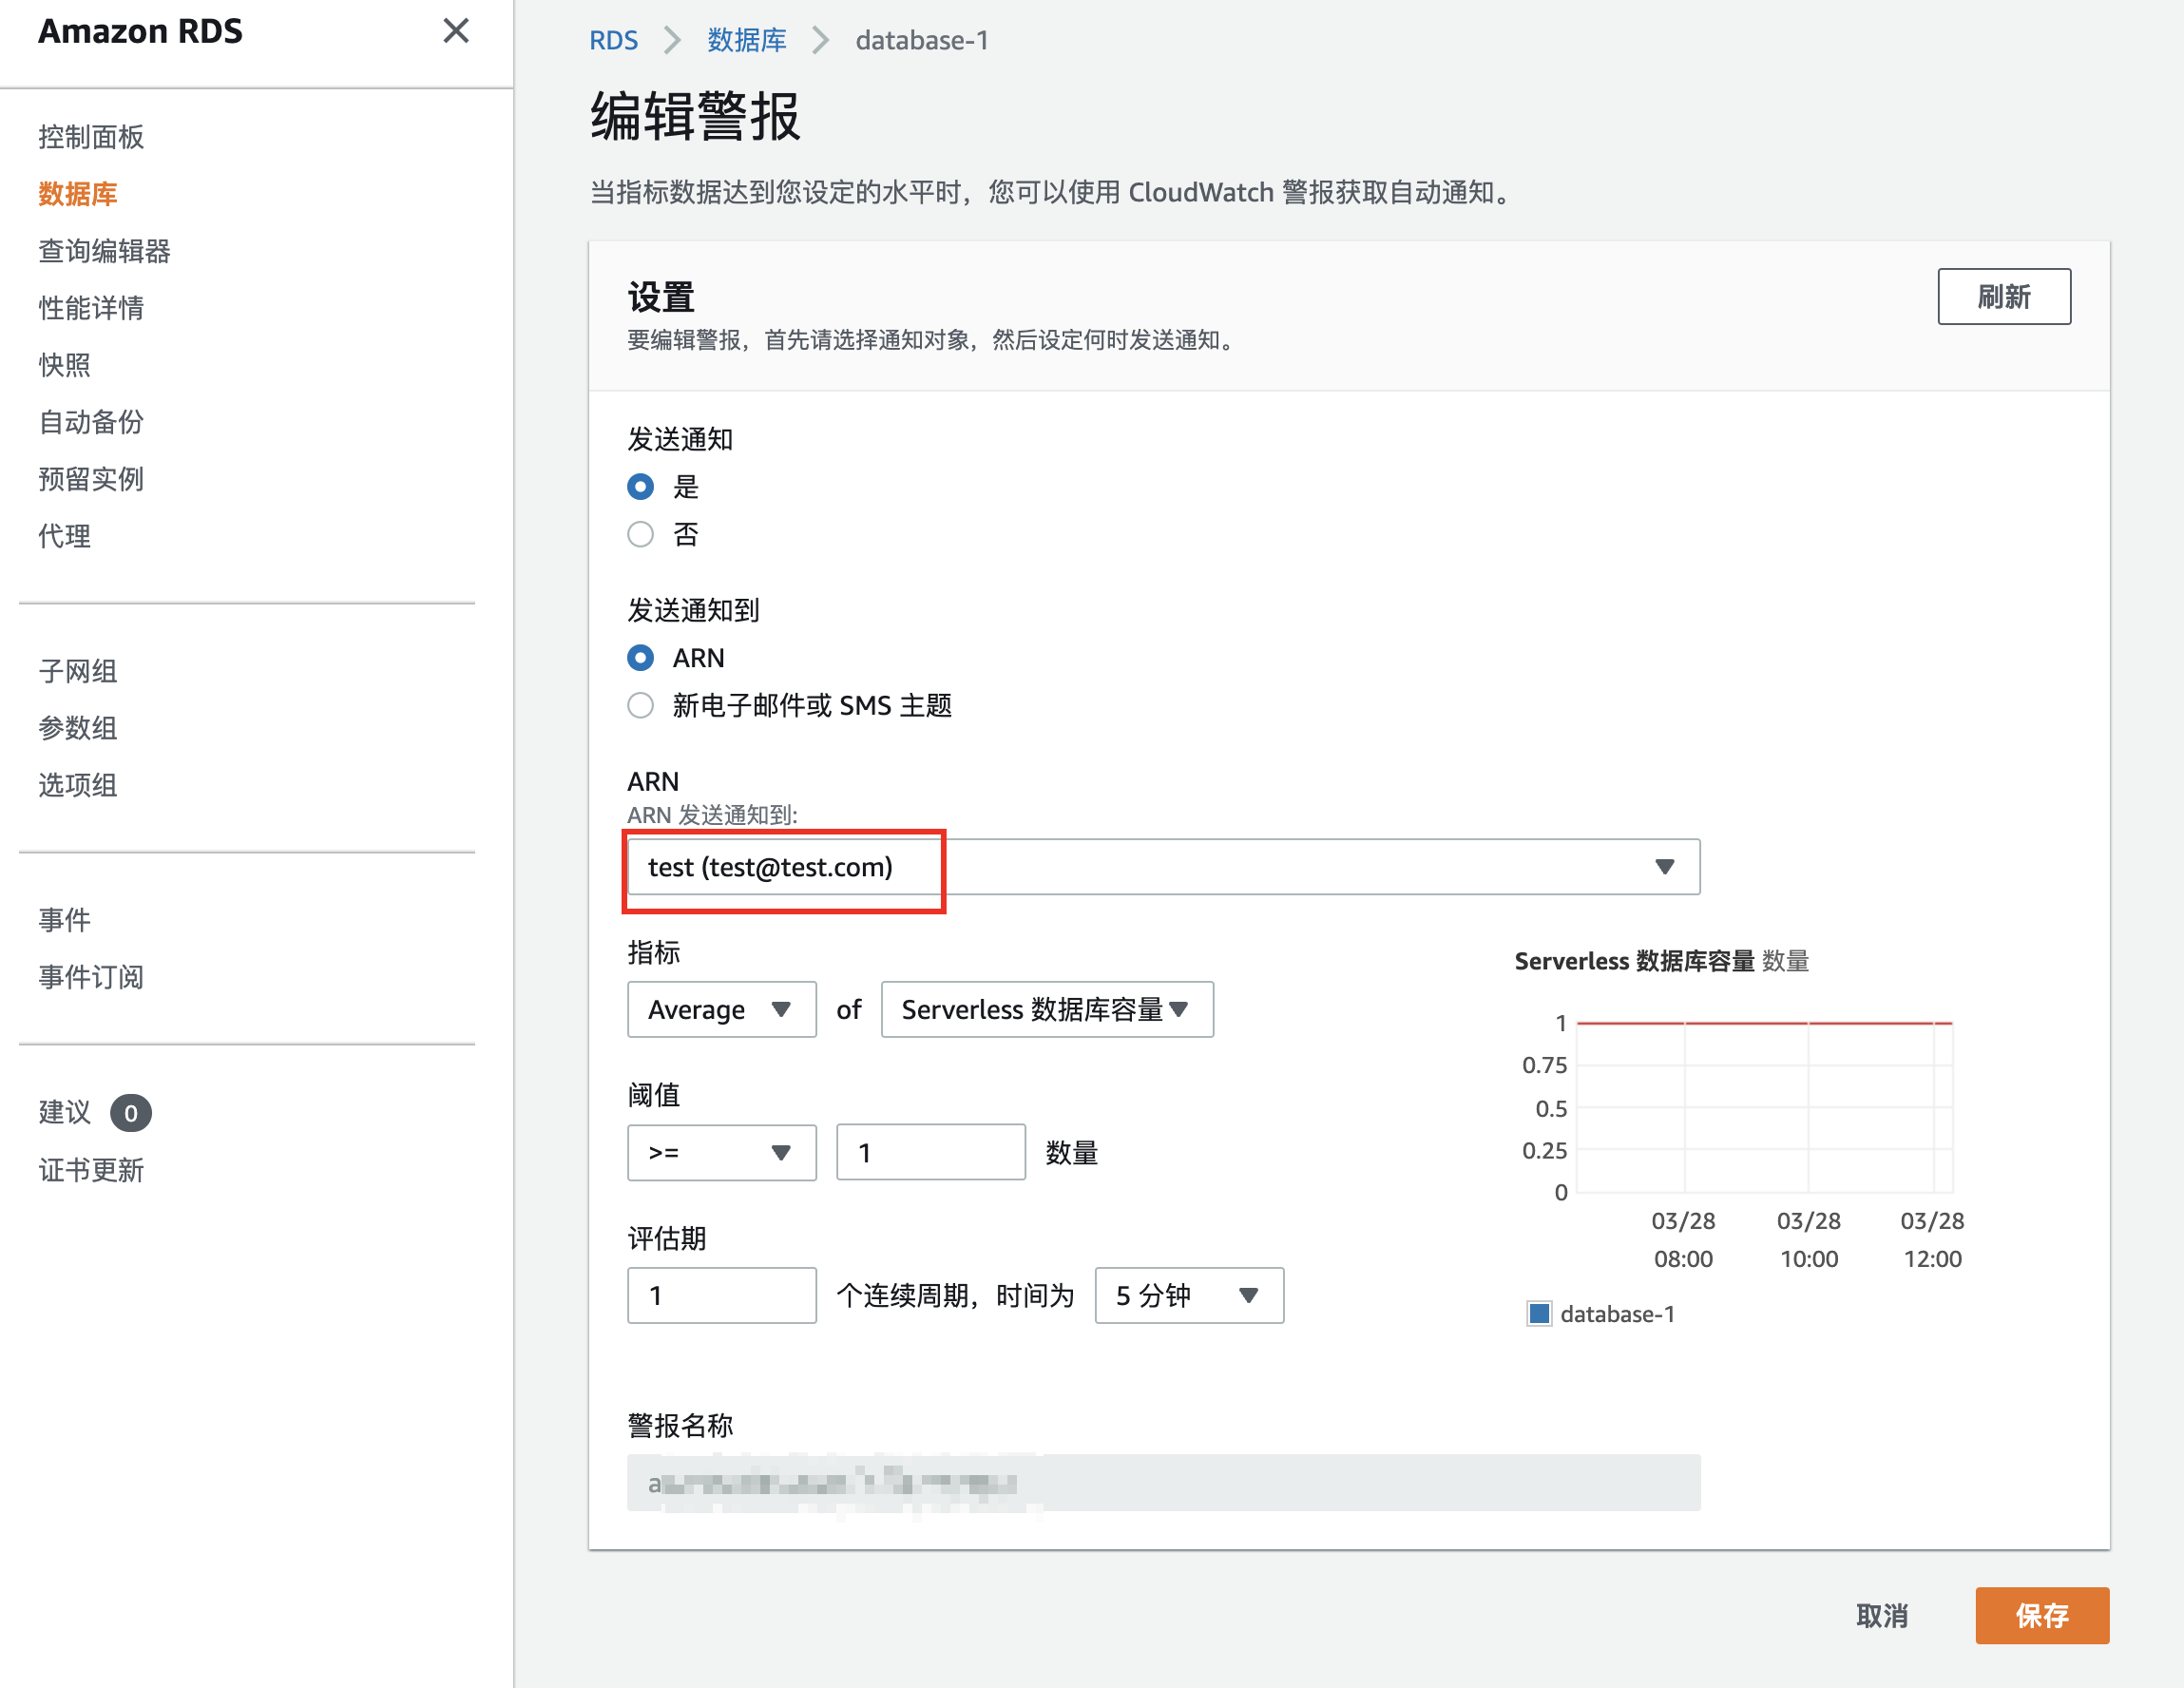 Amazon RDS
控制面板
数据库
查询编辑器
性能详情
快照
自动备份
预留实例
代理
子网组
参数组
选项组
事件
事件订阅
建议 0
证书更新
RDS 数据库 database-1
编辑警报
当指标数据达到您设定的水平时，您可以使用 CloudWatch 警报获取自动通知。
设置
刷新
要编辑警报，首先请选择通知对象，然后设定何时发送通知。
发送通知
是
否
发送通知到
ARN
新电子邮件或 SMS 主题
ARN
ARN 发送通知到:
test (test@test.com)
指标
Average of Serverless 数据库容量
阈值
>= 1 数量
评估期
1 个连续周期，时间为 5 分钟
Serverless 数据库容量 数量
1
0.75
0.5
0.25
0
03/28 03/28 03/28
08:00 10:00 12:00
database-1
警报名称
取消 保存